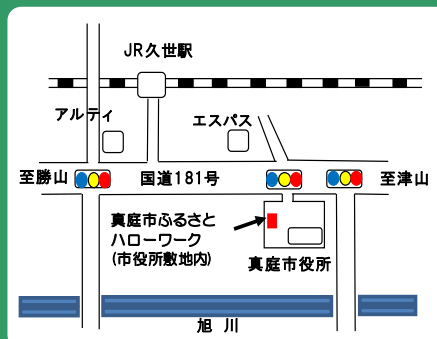 JR久世駅
アルティ
エスパス
至勝山
国道181号
至津山
真庭市ふるさと
ハローワーク
(市役所敷地内)
真庭市役所
旭川